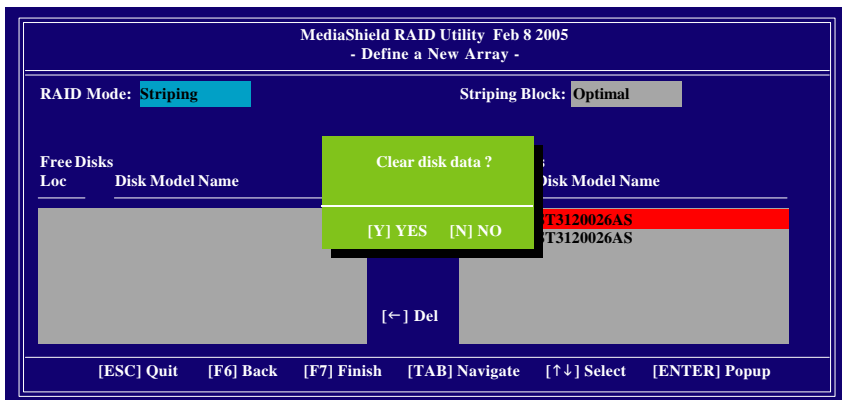 MediaShield RAID Utility Feb 8 2005
- Define a New Array -
RAID Mode: Striping
Striping Block: Optimal
Free Disks
Loc Disk Model Name
Disk Model Name
Clear disk data ?
[Y] YES [N] NO
ST3120026AS
ST3120026AS
[←] Del
[ESC] Quit [F6] Back [F7] Finish [TAB] Navigate [↑↓] Select [ENTER] Popup